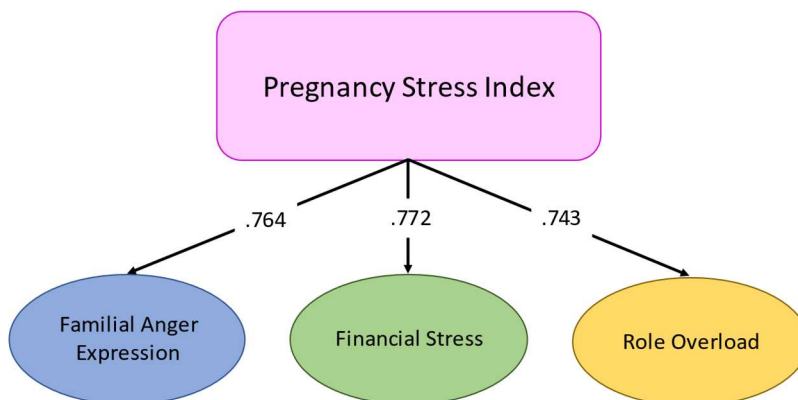 Pregnancy Stress Index
.764
.772
.743
Familial Anger
Expression
Financial Stress
Role Overload